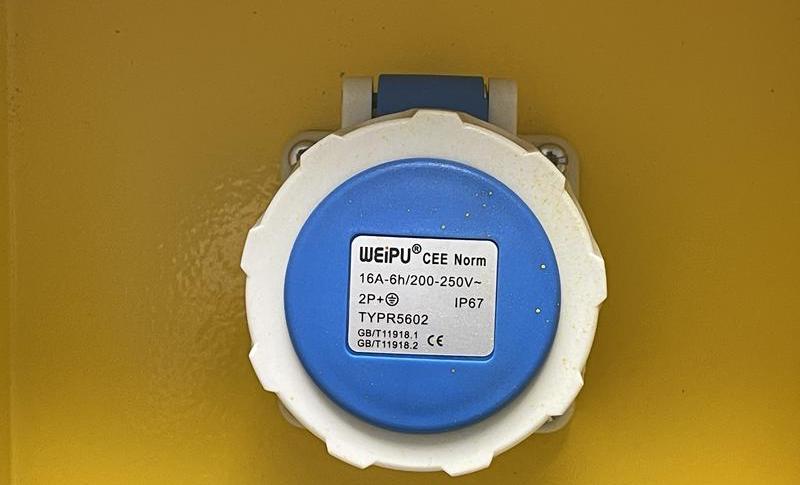 WEiPU® CEE Norm
16A-6h/200-250V~
2P+⏚ IP67
TYPR5602
GB/T11918.1
GB/T11918.2 CE